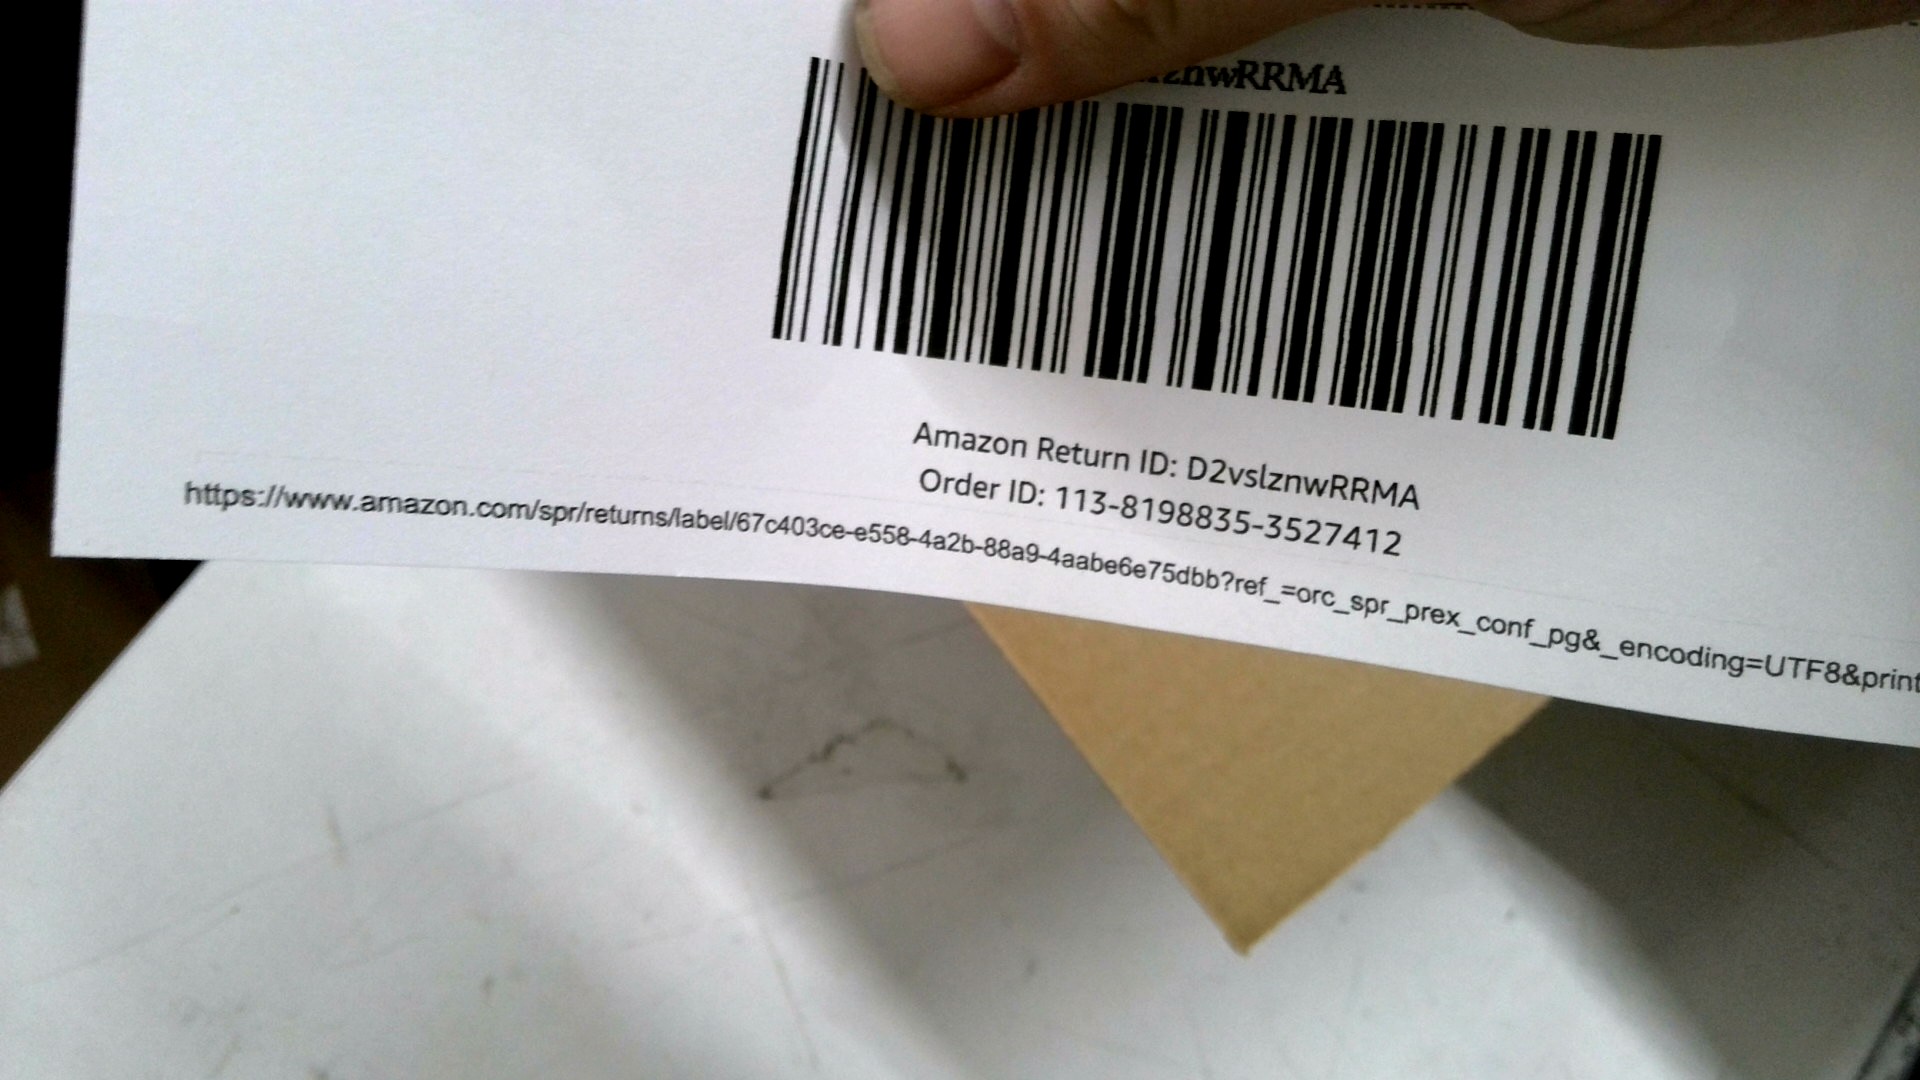 znwRRMA
Amazon Return ID: D2vslznwRRMA
Order ID: 113-8198835-3527412
https://www.amazon.com/spr/returns/label/67c403ce-e558-4a2b-88a9-4aabe6e75dbb?ref_=orc_spr_prex_conf_pg&_encoding=UTF8&print